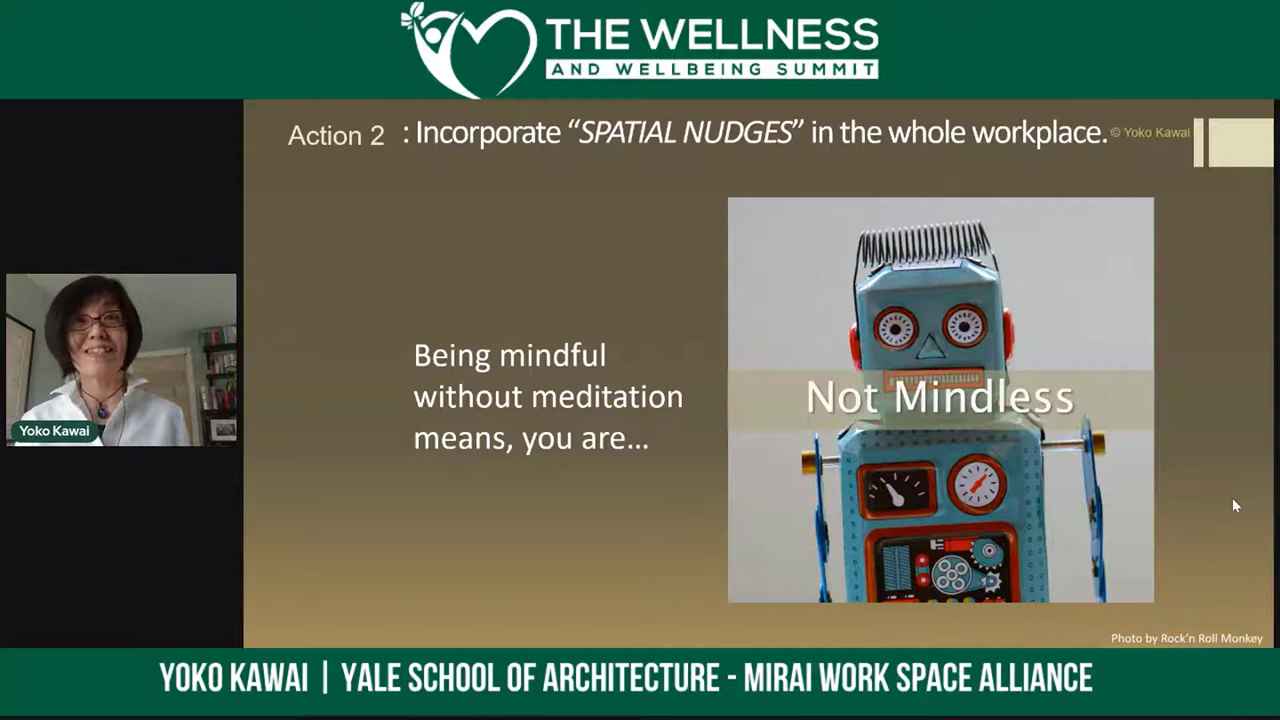 THE WELLNESS
AND WELLBEING SUMMIT
Action 2 : Incorporate “SPATIAL NUDGES” in the whole workplace. © Yoko Kawai
Being mindful
without meditation
means, you are...
Not Mindless
Yoko Kawai
Photo by Rock'n Roll Monkey
YOKO KAWAI | YALE SCHOOL OF ARCHITECTURE - MIRAI WORK SPACE ALLIANCE